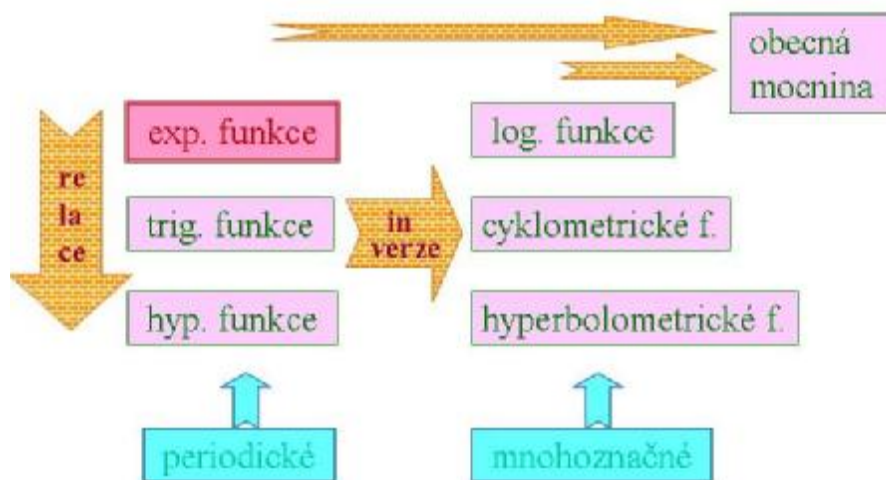 obecná
mocnina
exp. funkce
log. funkce
re
la
ce
trig. funkce
in
verze
cyklometrické f.
hyp. funkce
hyperbolometrické f.
periodické
mnohoznačné